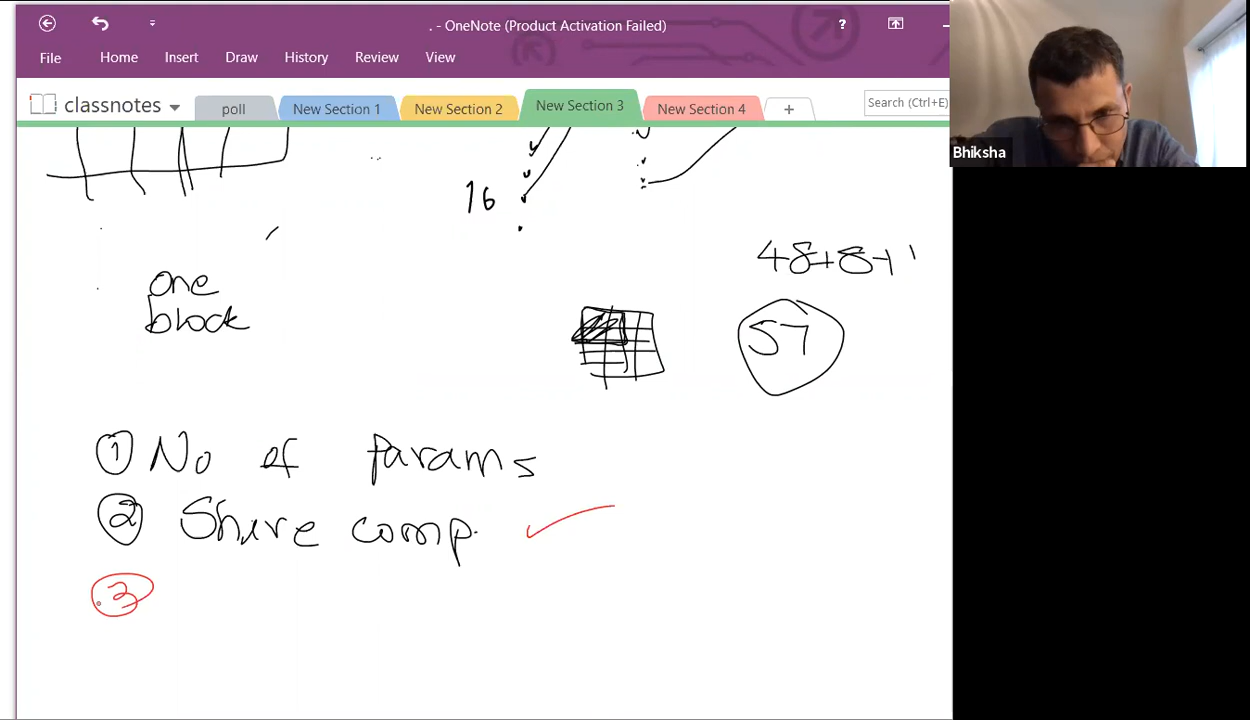 . - OneNote (Product Activation Failed)
?
File Home Insert Draw History Review View
classnotes poll New Section 1 New Section 2 New Section 3 New Section 4 + Search (Ctrl+E)
Bhiksha
16
48+8+1
one
block
57
1 No of params
2 Share comp.
3